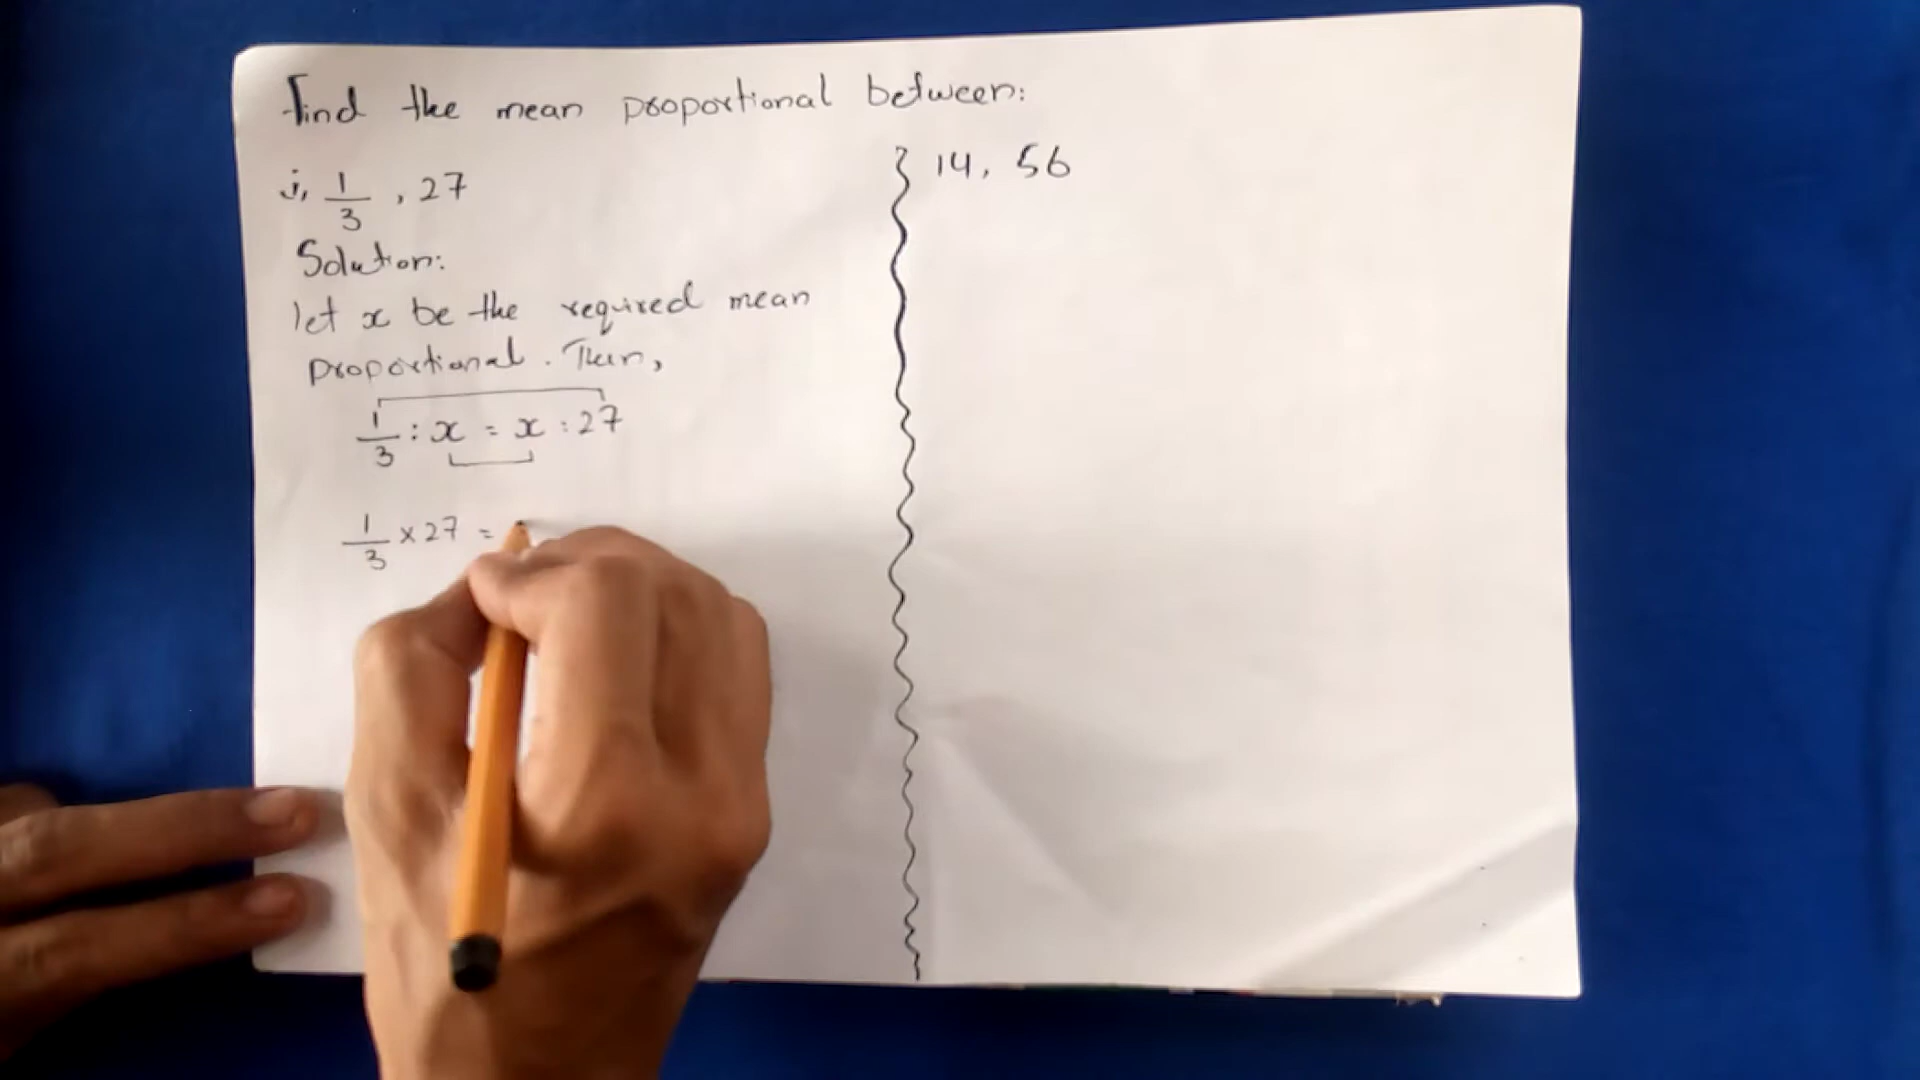 Find the mean proportional between:
i, 1/3 , 27
Solution:
let x be the required mean
proportional. Then,
1/3 : x = x : 27
1/3 × 27 =
14, 56